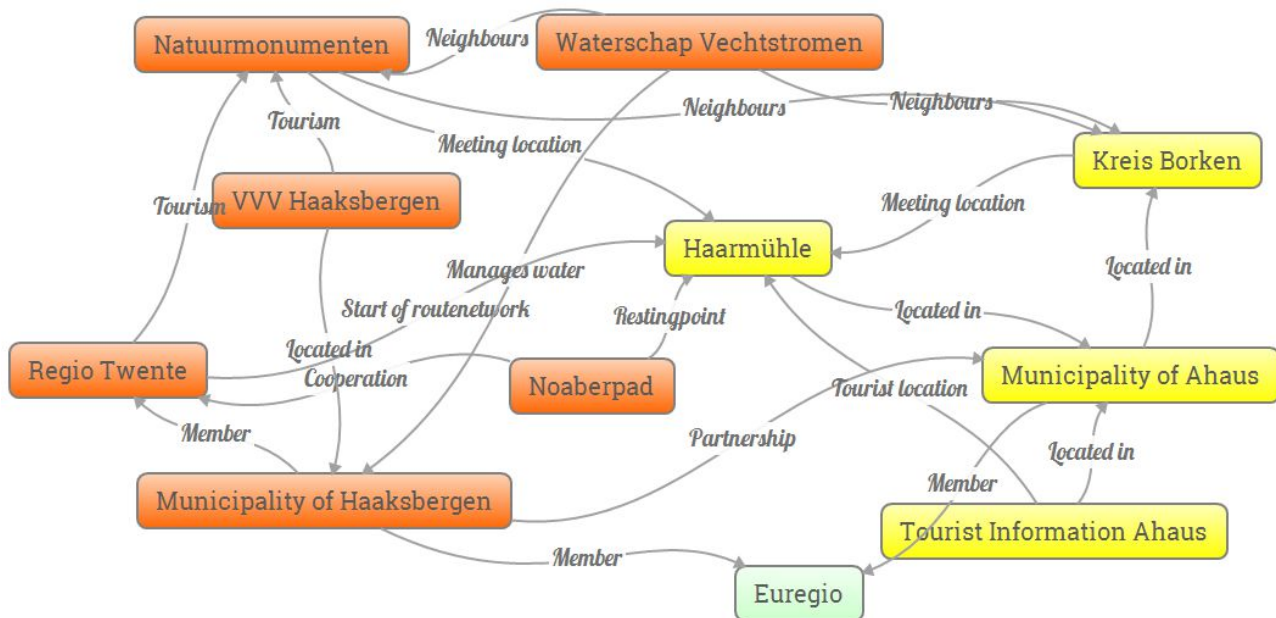 Natuurmonumenten
Neighbours
Waterschap Vechtstromen
Neighbours
Neighbours
Tourism
Meeting location
Kreis Borken
VVV Haaksbergen
Tourism
Meeting location
Haarmühle
Manages water
Located in
Start of routenetwork
Restingpoint
Located in
Located in
Regio Twente
Cooperation
Noaberpad
Tourist location
Municipality of Ahaus
Member
Partnership
Located in
Municipality of Haaksbergen
Member
Tourist Information Ahaus
Member
Euregio